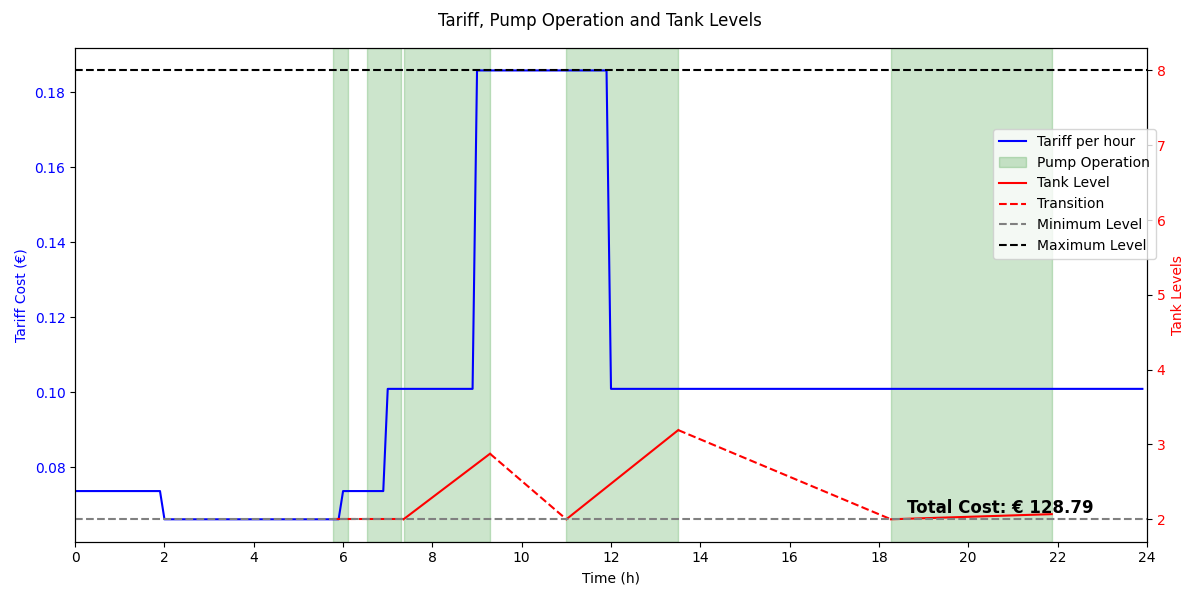 Tariff, Pump Operation and Tank Levels
Tariff Cost (€)
0.18
0.16
0.14
0.12
0.10
0.08
8
7
6
5
4
3
2
Tank Levels
Tariff per hour
Pump Operation
Tank Level
Transition
Minimum Level
Maximum Level
Total Cost: € 128.79
0 2 4 6 8 10 12 14 16 18 20 22 24
Time (h)